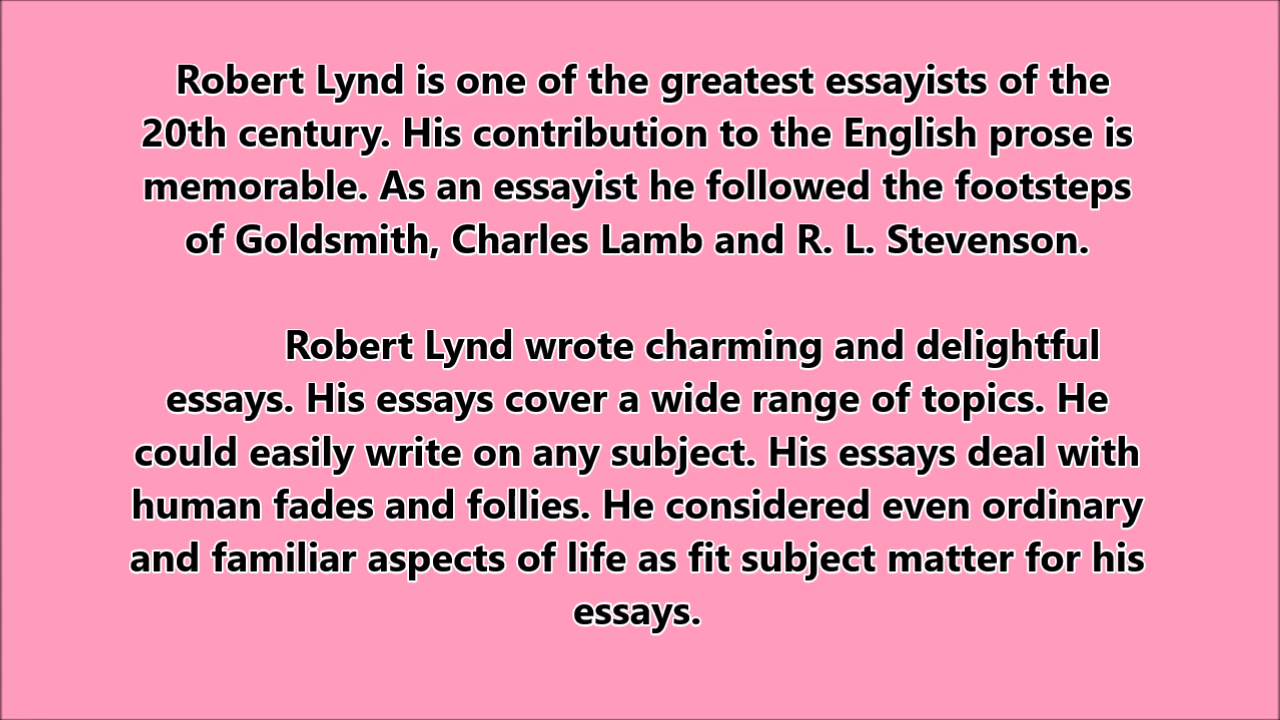 Robert Lynd is one of the greatest essayists of the
20th century. His contribution to the English prose is
memorable. As an essayist he followed the footsteps
of Goldsmith, Charles Lamb and R. L. Stevenson.
Robert Lynd wrote charming and delightful
essays. His essays cover a wide range of topics. He
could easily write on any subject. His essays deal with
human fades and follies. He considered even ordinary
and familiar aspects of life as fit subject matter for his
essays.